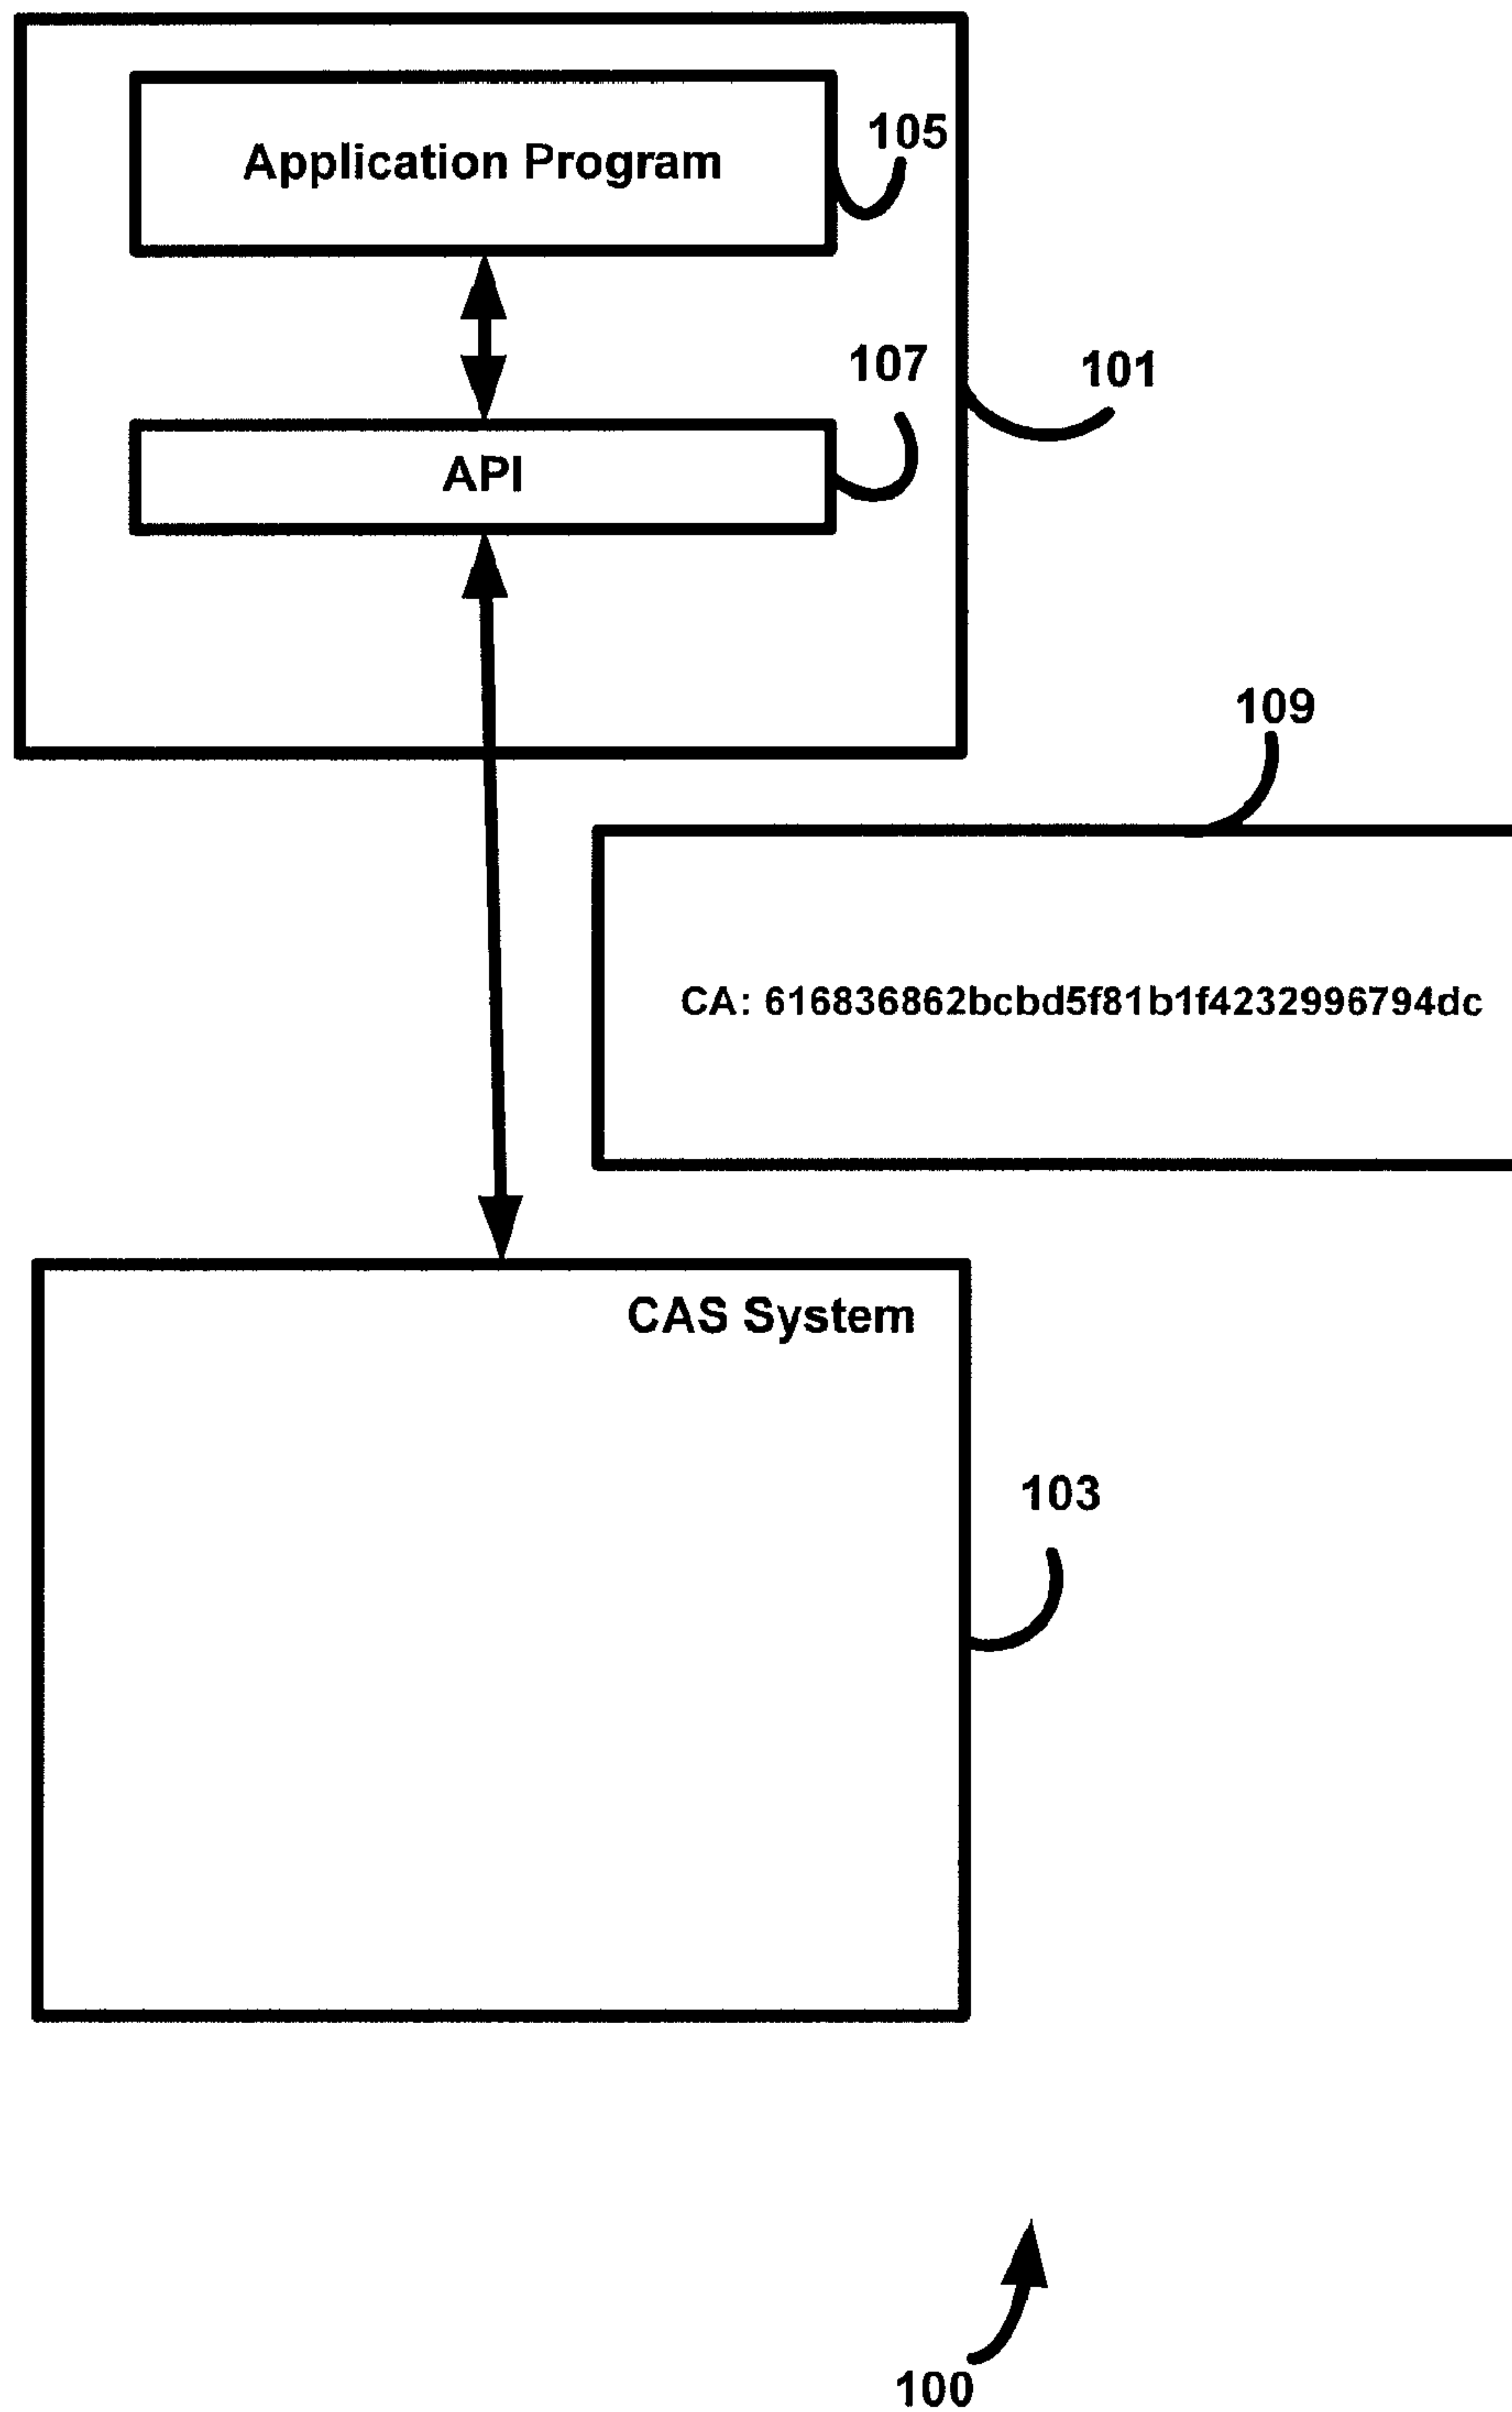 105
Application Program
107
101
API
109
CA: 616836862bcbd5f81b1f4232996794dc
CAS System
103
100